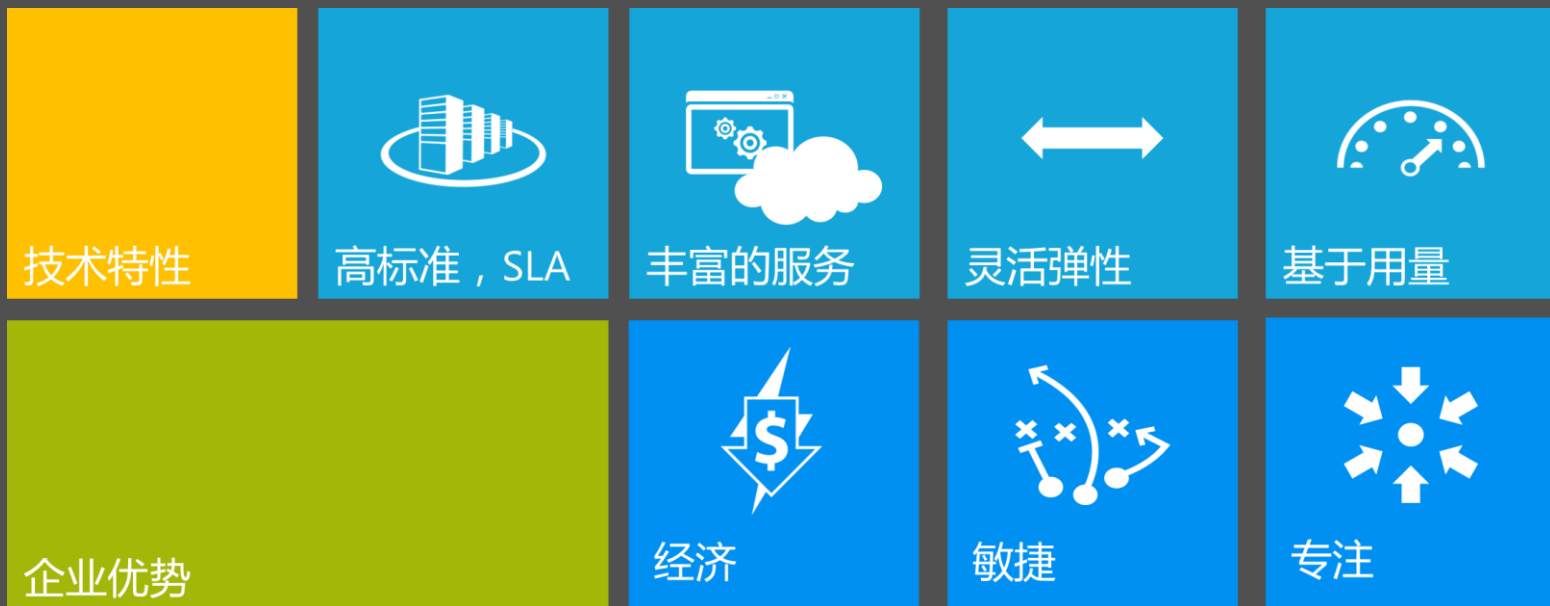 技术特性
高标准，SLA
丰富的服务
灵活弹性
基于用量
企业优势
$
经济
敏捷
专注